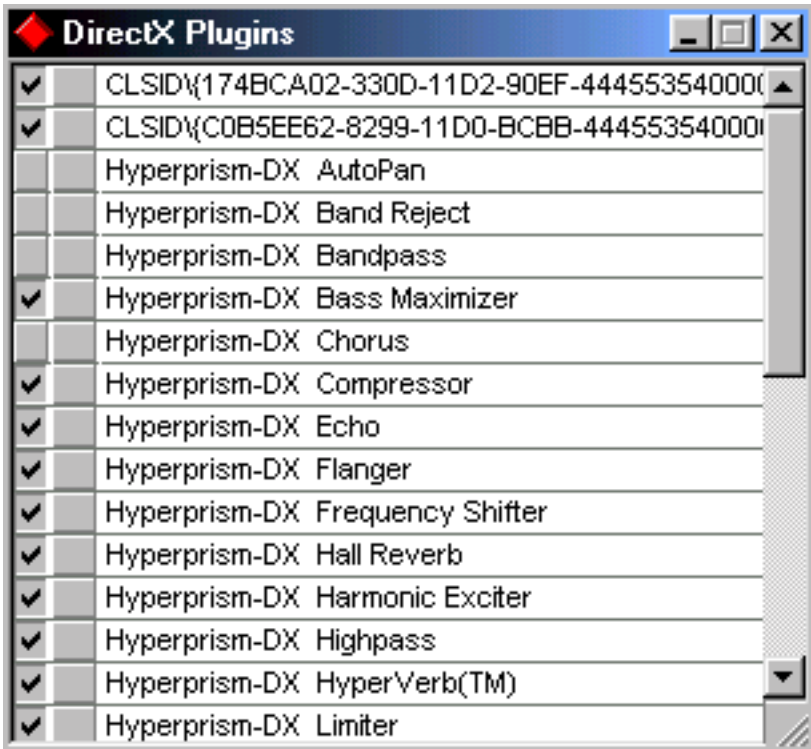 DirectX Plugins
CLSID\{174BCA02-330D-11D2-90EF-444553540000
CLSID\{C0B5EE62-8299-11D0-BCBB-444553540000
Hyperprism-DX AutoPan
Hyperprism-DX Band Reject
Hyperprism-DX Bandpass
Hyperprism-DX Bass Maximizer
Hyperprism-DX Chorus
Hyperprism-DX Compressor
Hyperprism-DX Echo
Hyperprism-DX Flanger
Hyperprism-DX Frequency Shifter
Hyperprism-DX Hall Reverb
Hyperprism-DX Harmonic Exciter
Hyperprism-DX Highpass
Hyperprism-DX HyperVerb(TM)
Hyperprism-DX Limiter